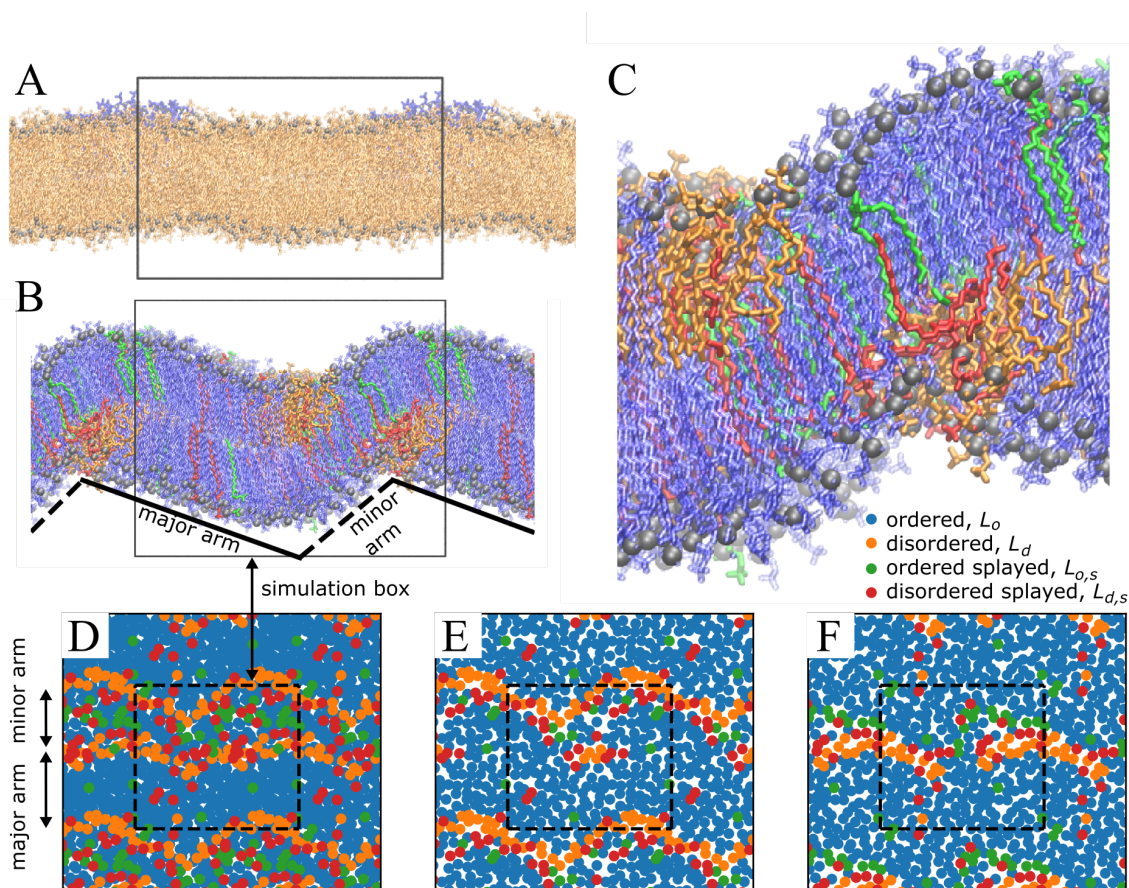 A
B
C
major arm
minor
arm
simulation box
ordered, Lo
disordered, Ld
ordered splayed, Lo,s
disordered splayed, Ld,s
D
E
F
minor arm
major arm